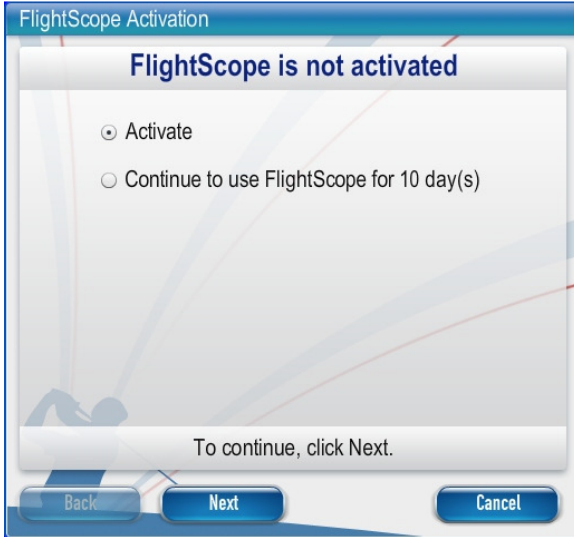 FlightScope Activation
FlightScope is not activated
Activate
Continue to use FlightScope for 10 day(s)
To continue, click Next.
Back
Next
Cancel